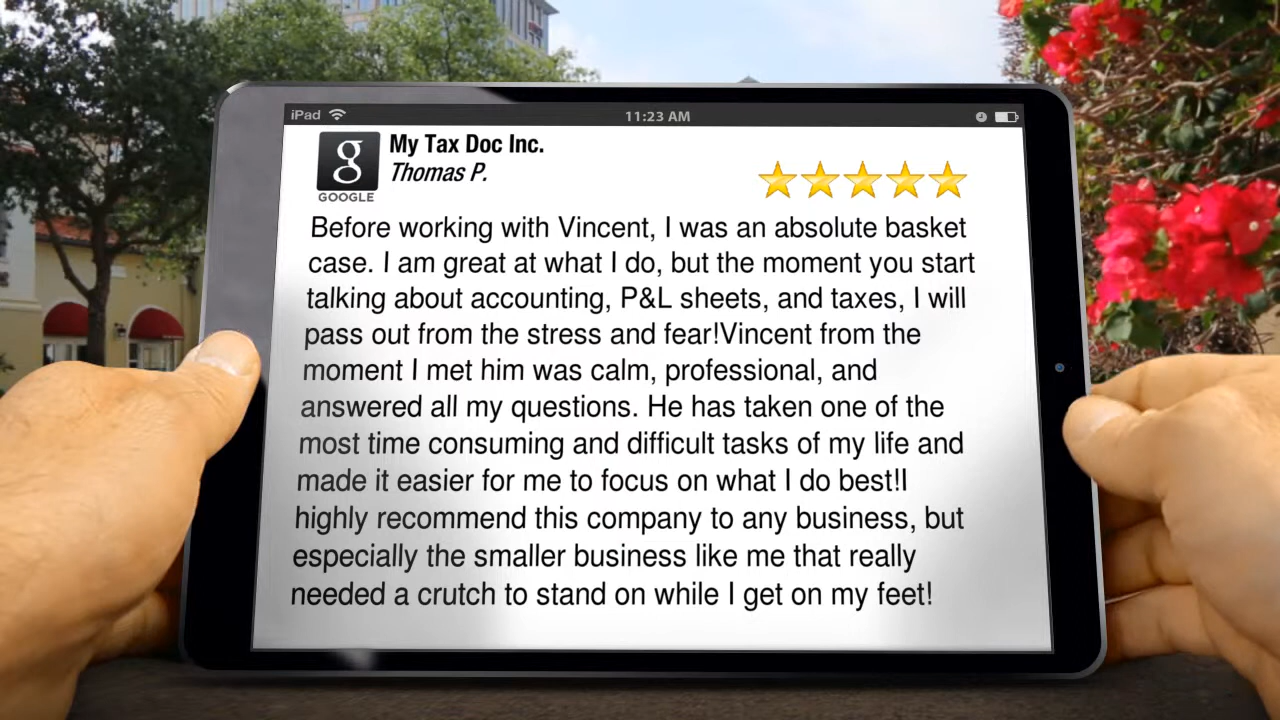 iPad
11:23 AM
g
GOOGLE
My Tax Doc Inc.
Thomas P.
Before working with Vincent, I was an absolute basket
case. I am great at what I do, but the moment you start
talking about accounting, P&L sheets, and taxes, I will
pass out from the stress and fear!Vincent from the
moment I met him was calm, professional, and
answered all my questions. He has taken one of the
most time consuming and difficult tasks of my life and
made it easier for me to focus on what I do best!I
highly recommend this company to any business, but
especially the smaller business like me that really
needed a crutch to stand on while I get on my feet!